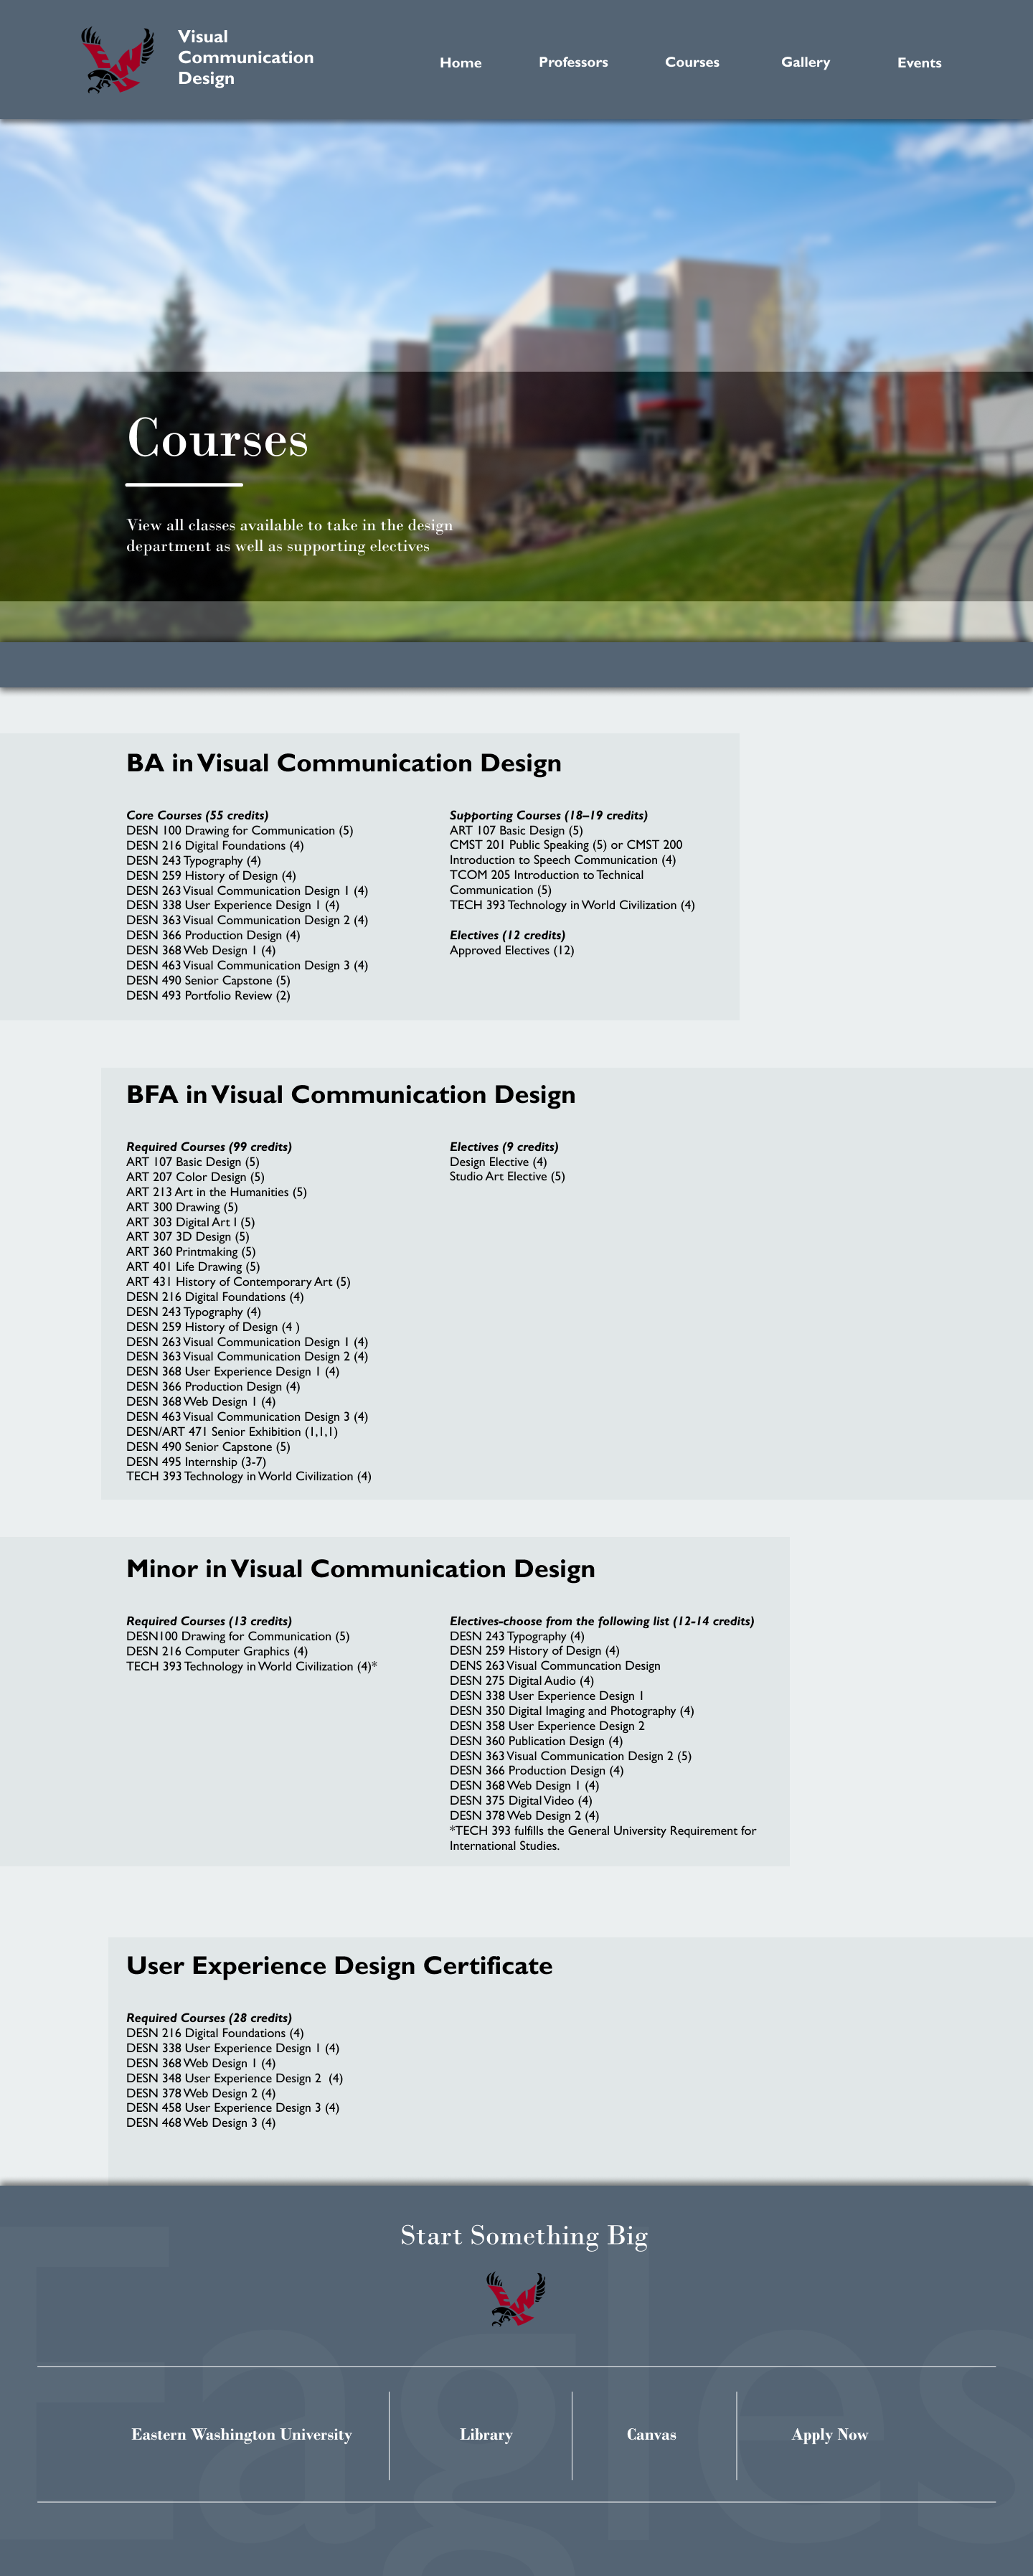 Visual
Communication
Design
Home Professors Courses Gallery Events
Courses
View all classes available to take in the design
department as well as supporting electives
BA in Visual Communication Design
Core Courses (55 credits)
DESN 100 Drawing for Communication (5)
DESN 216 Digital Foundations (4)
DESN 243 Typography (4)
DESN 259 History of Design (4)
DESN 263 Visual Communication Design 1 (4)
DESN 338 User Experience Design 1 (4)
DESN 363 Visual Communication Design 2 (4)
DESN 366 Production Design (4)
DESN 368 Web Design 1 (4)
DESN 463 Visual Communication Design 3 (4)
DESN 490 Senior Capstone (5)
DESN 493 Portfolio Review (2)
Supporting Courses (18–19 credits)
ART 107 Basic Design (5)
CMST 201 Public Speaking (5) or CMST 200
Introduction to Speech Communication (4)
TCOM 205 Introduction to Technical
Communication (5)
TECH 393 Technology in World Civilization (4)
Electives (12 credits)
Approved Electives (12)
BFA in Visual Communication Design
Required Courses (99 credits)
ART 107 Basic Design (5)
ART 207 Color Design (5)
ART 213 Art in the Humanities (5)
ART 300 Drawing (5)
ART 303 Digital Art I (5)
ART 307 3D Design (5)
ART 360 Printmaking (5)
ART 401 Life Drawing (5)
ART 431 History of Contemporary Art (5)
DESN 216 Digital Foundations (4)
DESN 243 Typography (4)
DESN 259 History of Design (4 )
DESN 263 Visual Communication Design 1 (4)
DESN 363 Visual Communication Design 2 (4)
DESN 368 User Experience Design 1 (4)
DESN 366 Production Design (4)
DESN 368 Web Design 1 (4)
DESN 463 Visual Communication Design 3 (4)
DESN/ART 471 Senior Exhibition (1,1,1)
DESN 490 Senior Capstone (5)
DESN 495 Internship (3-7)
TECH 393 Technology in World Civilization (4)
Electives (9 credits)
Design Elective (4)
Studio Art Elective (5)
Minor in Visual Communication Design
Required Courses (13 credits)
DESN100 Drawing for Communication (5)
DESN 216 Computer Graphics (4)
TECH 393 Technology in World Civilization (4)*
Electives-choose from the following list (12-14 credits)
DESN 243 Typography (4)
DESN 259 History of Design (4)
DENS 263 Visual Communcation Design
DESN 275 Digital Audio (4)
DESN 338 User Experience Design 1
DESN 350 Digital Imaging and Photography (4)
DESN 358 User Experience Design 2
DESN 360 Publication Design (4)
DESN 363 Visual Communication Design 2 (5)
DESN 366 Production Design (4)
DESN 368 Web Design 1 (4)
DESN 375 Digital Video (4)
DESN 378 Web Design 2 (4)
*TECH 393 fulfills the General University Requirement for
International Studies.
User Experience Design Certificate
Required Courses (28 credits)
DESN 216 Digital Foundations (4)
DESN 338 User Experience Design 1 (4)
DESN 368 Web Design 1 (4)
DESN 348 User Experience Design 2 (4)
DESN 378 Web Design 2 (4)
DESN 458 User Experience Design 3 (4)
DESN 468 Web Design 3 (4)
Start Something Big
Eagles
Eastern Washington University Library Canvas Apply Now